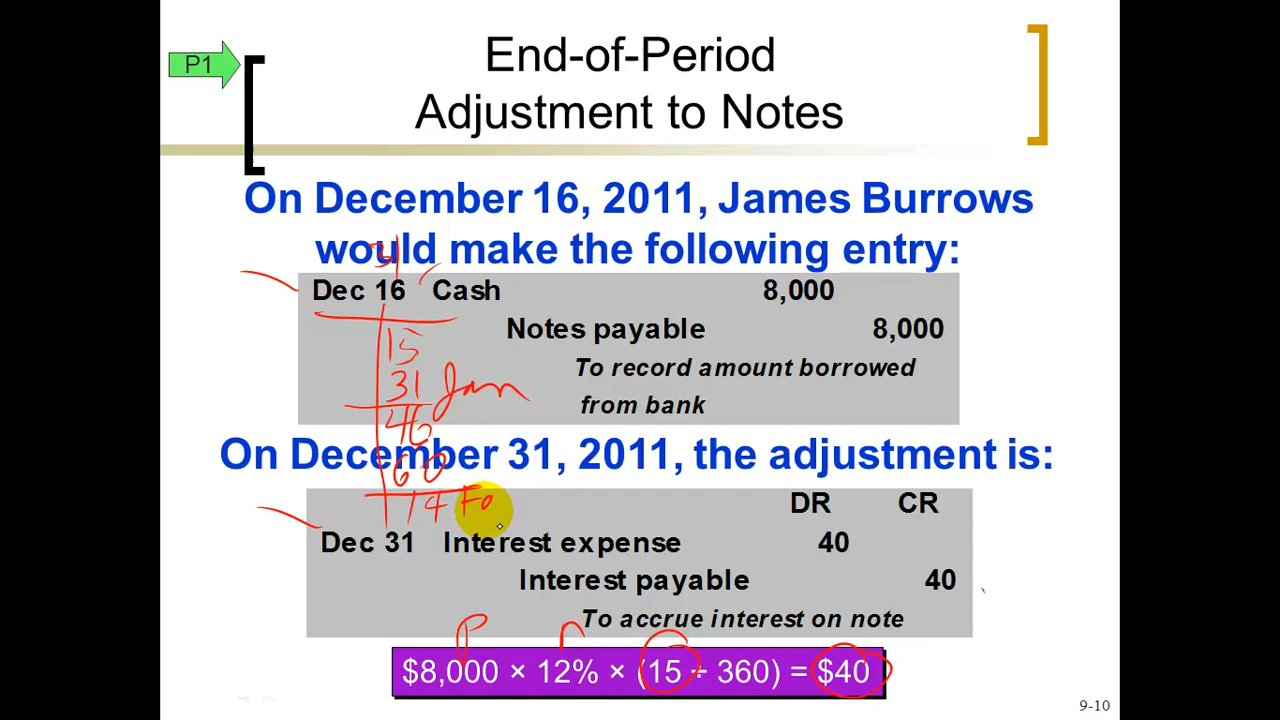 P1
End-of-Period
Adjustment to Notes
On December 16, 2011, James Burrows
would make the following entry:
31
Dec 16 Cash 8,000
Notes payable 8,000
15
To record amount borrowed
31 Jan
from bank
46
On December 31, 2011, the adjustment is:
60
14
DR CR
Dec 31 Interest expense 40
Interest payable 40
To accrue interest on note
P r
$8,000 × 12% × (15 ÷ 360) = $40
9-10